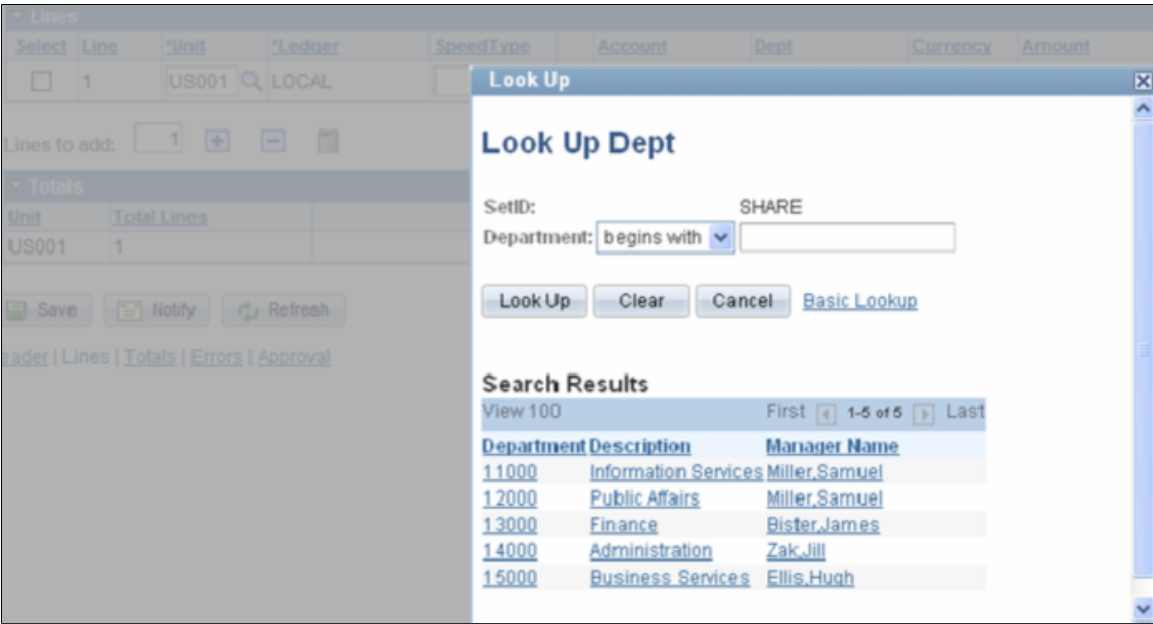 Lines
Select Line *Unit *Ledger SpeedType Account Dept Currency Amount
1 US001 LOCAL
Lines to add: 1
Totals
Unit Total Lines
US001 1
Save Notify Refresh
eader | Lines | Totals | Errors | Approval
Look Up
Look Up Dept
SetID: SHARE
Department: begins with
Look Up Clear Cancel Basic Lookup
Search Results
View 100 First 1-5 of 5 Last
Department Description Manager Name
11000 Information Services Miller,Samuel
12000 Public Affairs Miller,Samuel
13000 Finance Bister,James
14000 Administration Zak,Jill
15000 Business Services Ellis,Hugh